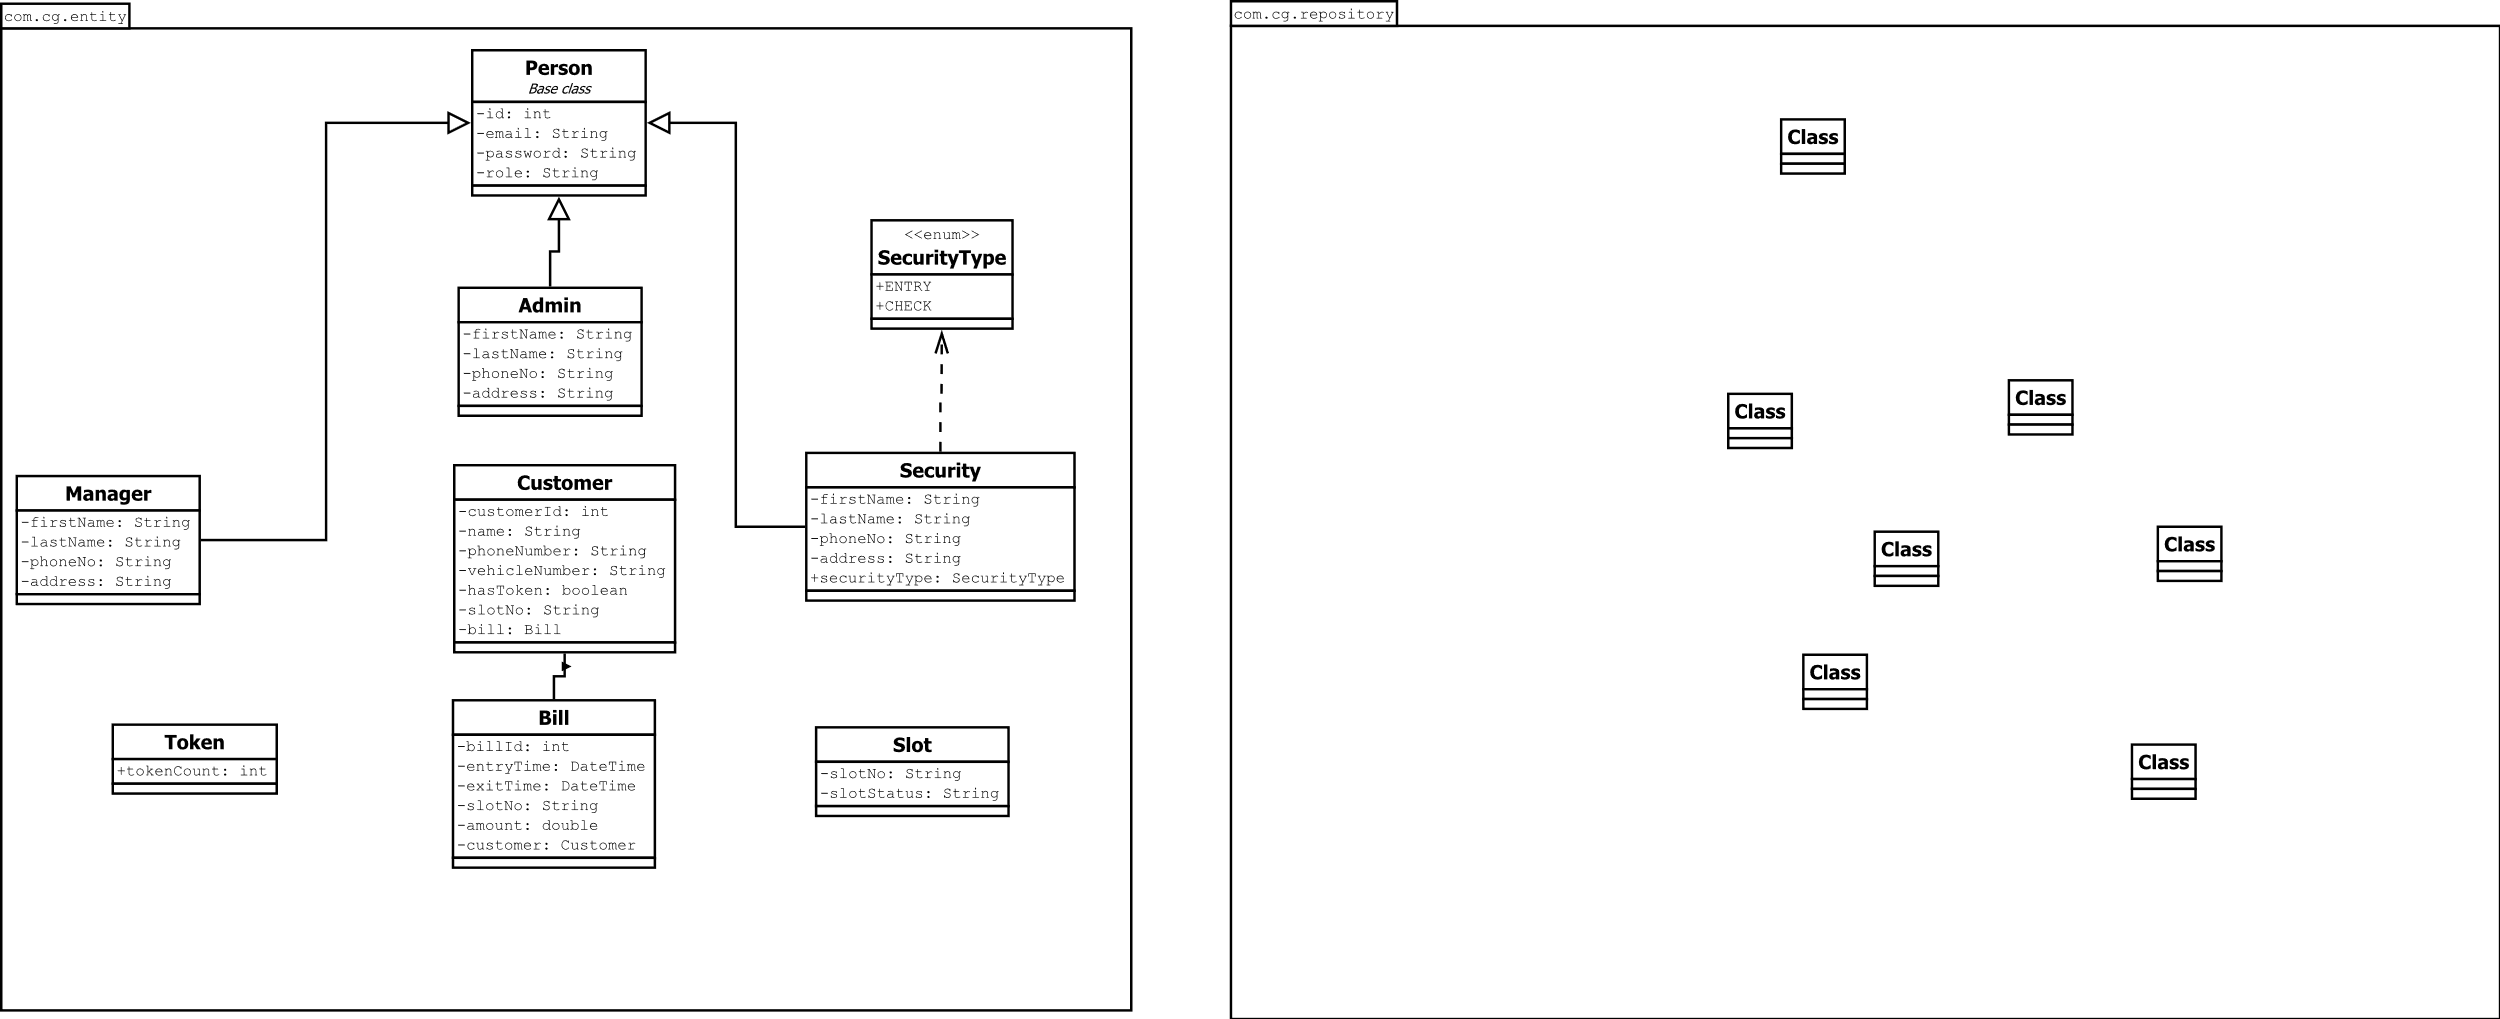 com.cg.entity
Person
Base class
-id: int
-email: String
-password: String
-role: String
<<enum>>
SecurityType
+ENTRY
+CHECK
Admin
-firstName: String
-lastName: String
-phoneNo: String
-address: String
Manager
-firstName: String
-lastName: String
-phoneNo: String
-address: String
Customer
-customerId: int
-name: String
-phoneNumber: String
-vehicleNumber: String
-hasToken: boolean
-slotNo: String
-bill: Bill
Security
-firstName: String
-lastName: String
-phoneNo: String
-address: String
+securityType: SecurityType
Token
+tokenCount: int
Bill
-billId: int
-entryTime: DateTime
-exitTime: DateTime
-slotNo: String
-amount: double
-customer: Customer
Slot
-slotNo: String
-slotStatus: String
com.cg.repository
Class
Class
Class
Class
Class
Class
Class